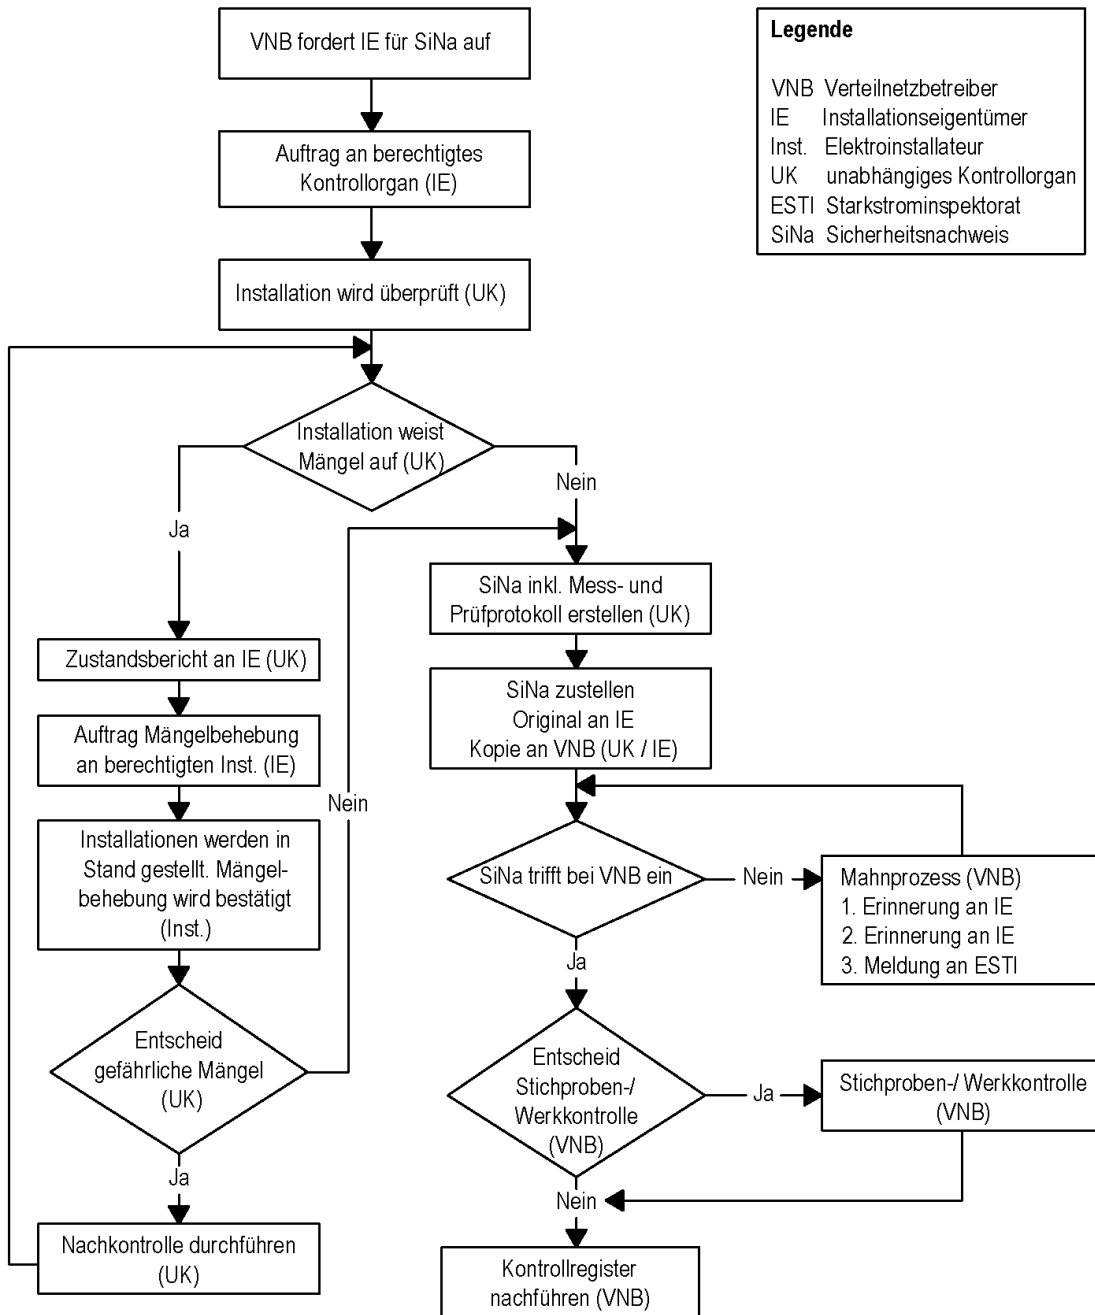 VNB fordert IE für SiNa auf
Legende
VNB Verteilnetzbetreiber
IE Installationseigentümer
Inst. Elektroinstallateur
UK unabhängiges Kontrollorgan
ESTI Starkstrominspektorat
SiNa Sicherheitsnachweis
Auftrag an berechtigtes
Kontrollorgan (IE)
Installation wird überprüft (UK)
Installation weist
Mängel auf (UK)
Ja
Nein
Zustandsbericht an IE (UK)
Auftrag Mängelbehebung
an berechtigten Inst. (IE)
Installationen werden in
Stand gestellt. Mängel-
behebung wird bestätigt
(Inst.)
Entscheid
gefährliche Mängel
(UK)
Nein
Ja
Nachkontrolle durchführen
(UK)
SiNa inkl. Mess- und
Prüfprotokoll erstellen (UK)
SiNa zustellen
Original an IE
Kopie an VNB (UK / IE)
SiNa trifft bei VNB ein
Nein
Mahnprozess (VNB)
1. Erinnerung an IE
2. Erinnerung an IE
3. Meldung an ESTI
Ja
Entscheid
Stichproben-/
Werkkontrolle
(VNB)
Ja
Stichproben-/ Werkkontrolle
(VNB)
Nein
Kontrollregister
nachführen (VNB)